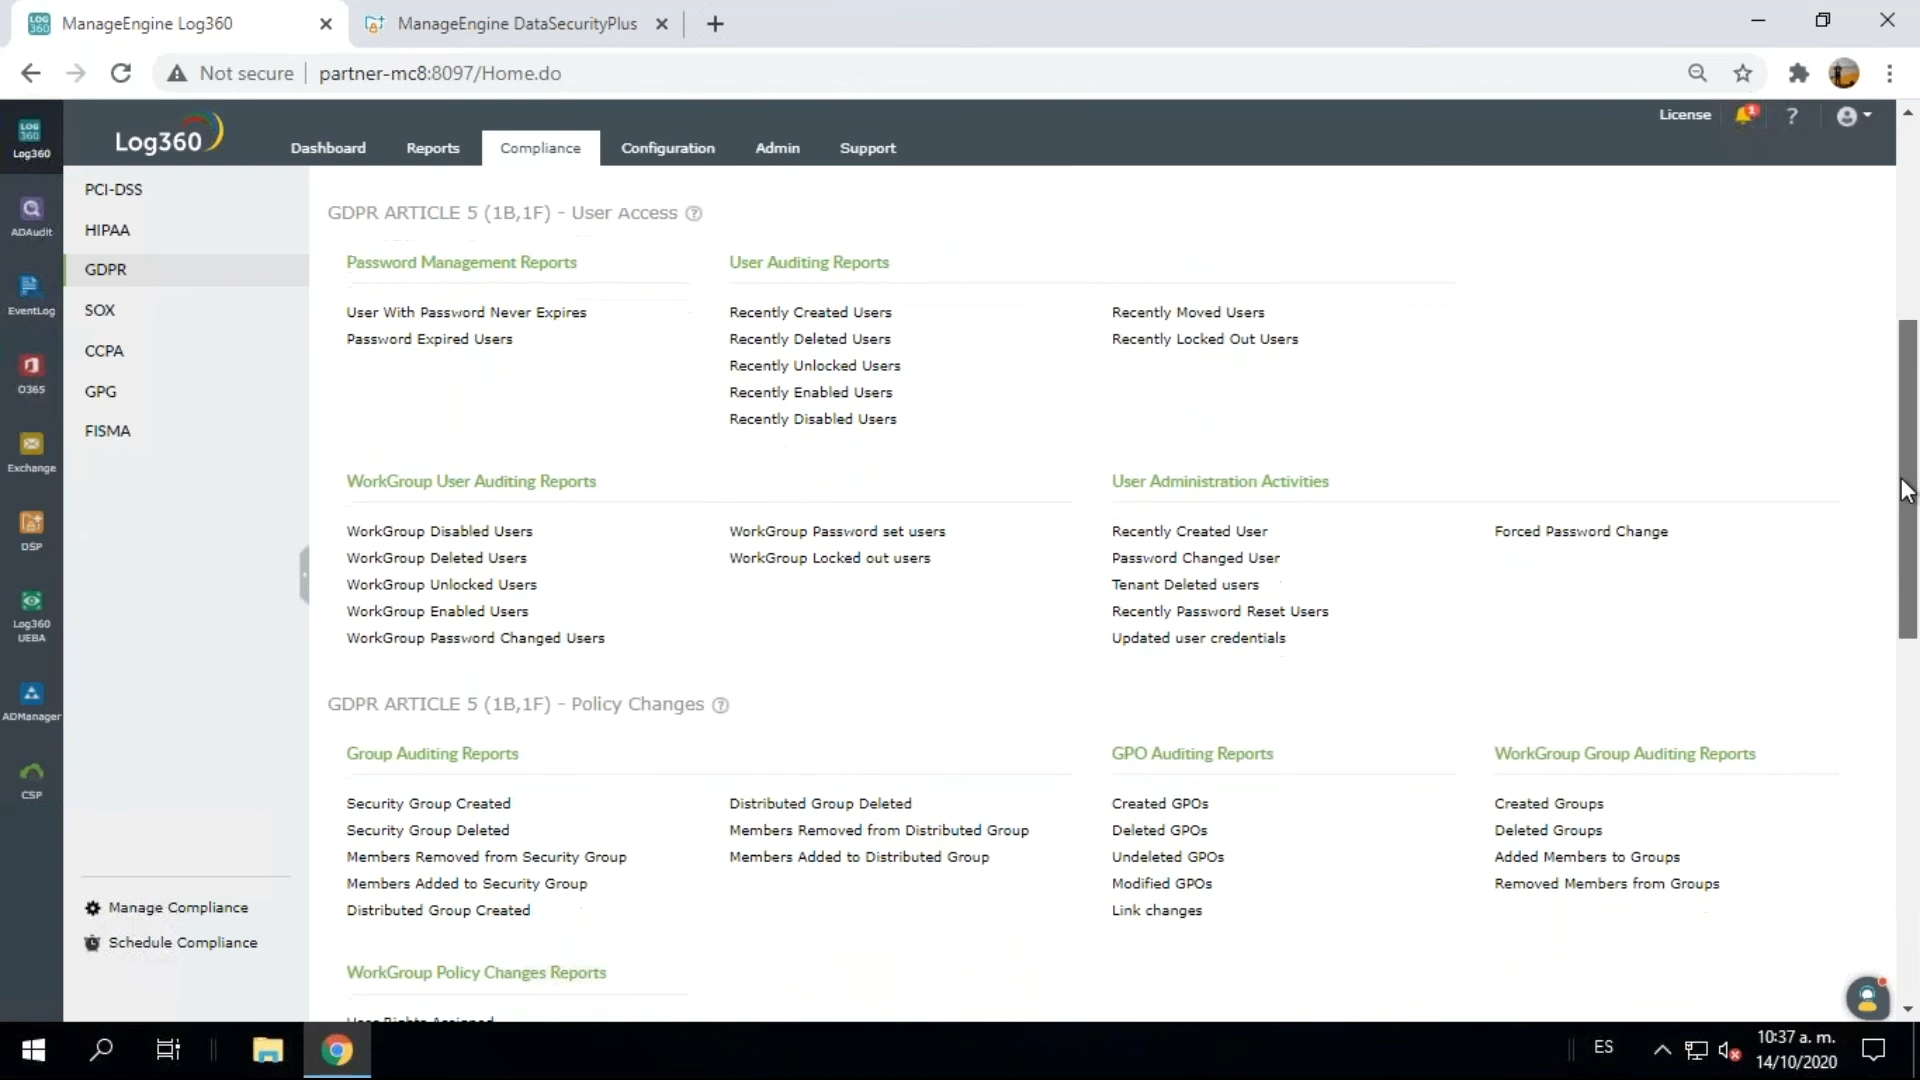 ManageEngine Log360
ManageEngine DataSecurityPlus
Not secure
partner-mc8:8097/Home.do
LOG 360
Log360
License
1
?
Log360
Dashboard
Reports
Compliance
Configuration
Admin
Support
ADAudit
EventLog
O365
Exchange
DSP
Log360
UEBA
ADManager
CSP
PCI-DSS
HIPAA
GDPR
SOX
CCPA
GPG
FISMA
Manage Compliance
Schedule Compliance
GDPR ARTICLE 5 (1B,1F) - User Access ?
Password Management Reports
User With Password Never Expires
Password Expired Users
User Auditing Reports
Recently Created Users
Recently Deleted Users
Recently Unlocked Users
Recently Enabled Users
Recently Disabled Users
Recently Moved Users
Recently Locked Out Users
WorkGroup User Auditing Reports
WorkGroup Disabled Users
WorkGroup Deleted Users
WorkGroup Unlocked Users
WorkGroup Enabled Users
WorkGroup Password Changed Users
WorkGroup Password set users
WorkGroup Locked out users
User Administration Activities
Recently Created User
Password Changed User
Tenant Deleted users
Recently Password Reset Users
Updated user credentials
Forced Password Change
GDPR ARTICLE 5 (1B,1F) - Policy Changes ?
Group Auditing Reports
Security Group Created
Security Group Deleted
Members Removed from Security Group
Members Added to Security Group
Distributed Group Created
Distributed Group Deleted
Members Removed from Distributed Group
Members Added to Distributed Group
GPO Auditing Reports
Created GPOs
Deleted GPOs
Undeleted GPOs
Modified GPOs
Link changes
WorkGroup Group Auditing Reports
Created Groups
Deleted Groups
Added Members to Groups
Removed Members from Groups
WorkGroup Policy Changes Reports
User Rights Assigned
ES
10:37 a. m.
14/10/2020